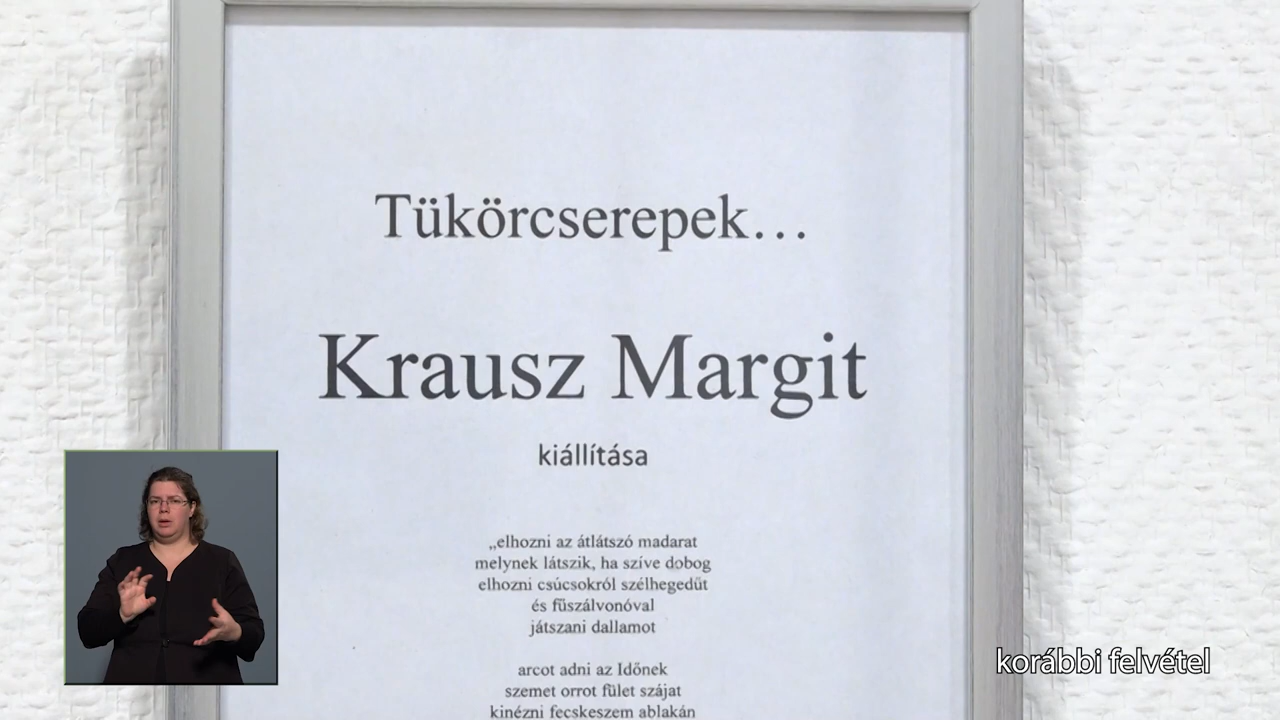 Tükörcserepek…
Krausz Margit
kiállítása
„elhozni az átlátszó madarat
melynek látszik, ha szíve dobog
elhozni csúcsokról szélhegedűt
és fűszálvonóval
játszani dallamot
arcot adni az Időnek
szemet orrot fület szájat
kinézni fecskeszem ablakán
korábbi felvétel